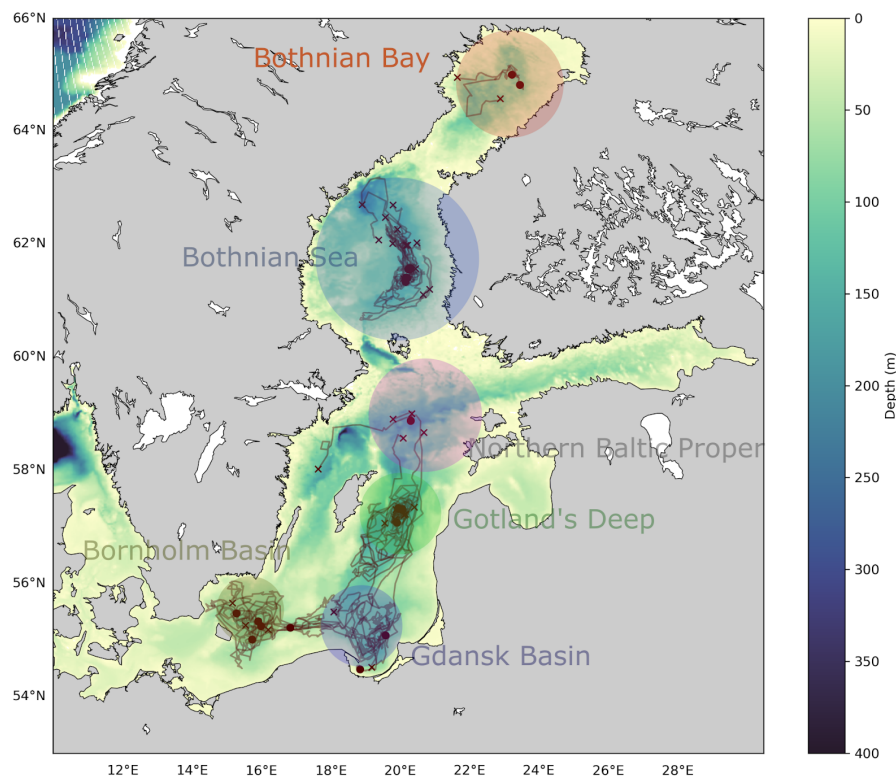 66°N
64°N
62°N
60°N
58°N
56°N
54°N
12°E
14°E
16°E
18°E
20°E
22°E
24°E
26°E
28°E
Bothnian Bay
Bothnian Sea
Northern Baltic Proper
Gotland's Deep
Bornholm Basin
Gdansk Basin
0
50
100
150
200
250
300
350
400
Depth (m)